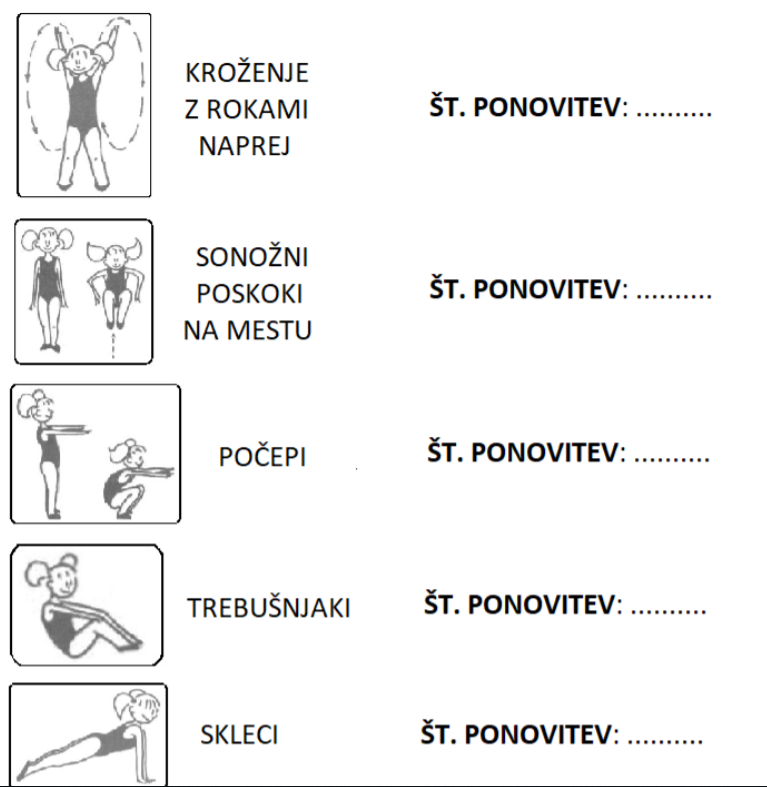 KROŽENJE
Z ROKAMI
NAPREJ
ŠT. PONOVITEV: ..........
SONOŽNI
POSKOKI
NA MESTU
ŠT. PONOVITEV: ..........
POČEPI
ŠT. PONOVITEV: ..........
TREBUŠNJAKI
ŠT. PONOVITEV: ..........
SKLECI
ŠT. PONOVITEV: ..........